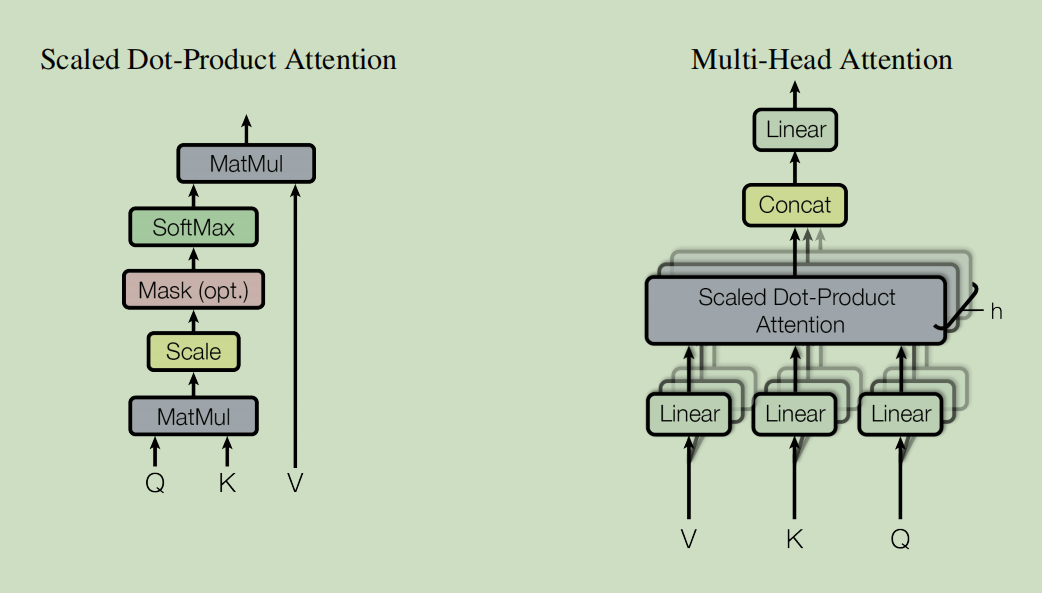 Scaled Dot-Product Attention
MatMul
SoftMax
Mask (opt.)
Scale
MatMul
Q K V
Multi-Head Attention
Linear
Concat
Scaled Dot-Product
Attention
h
Linear Linear Linear
V K Q